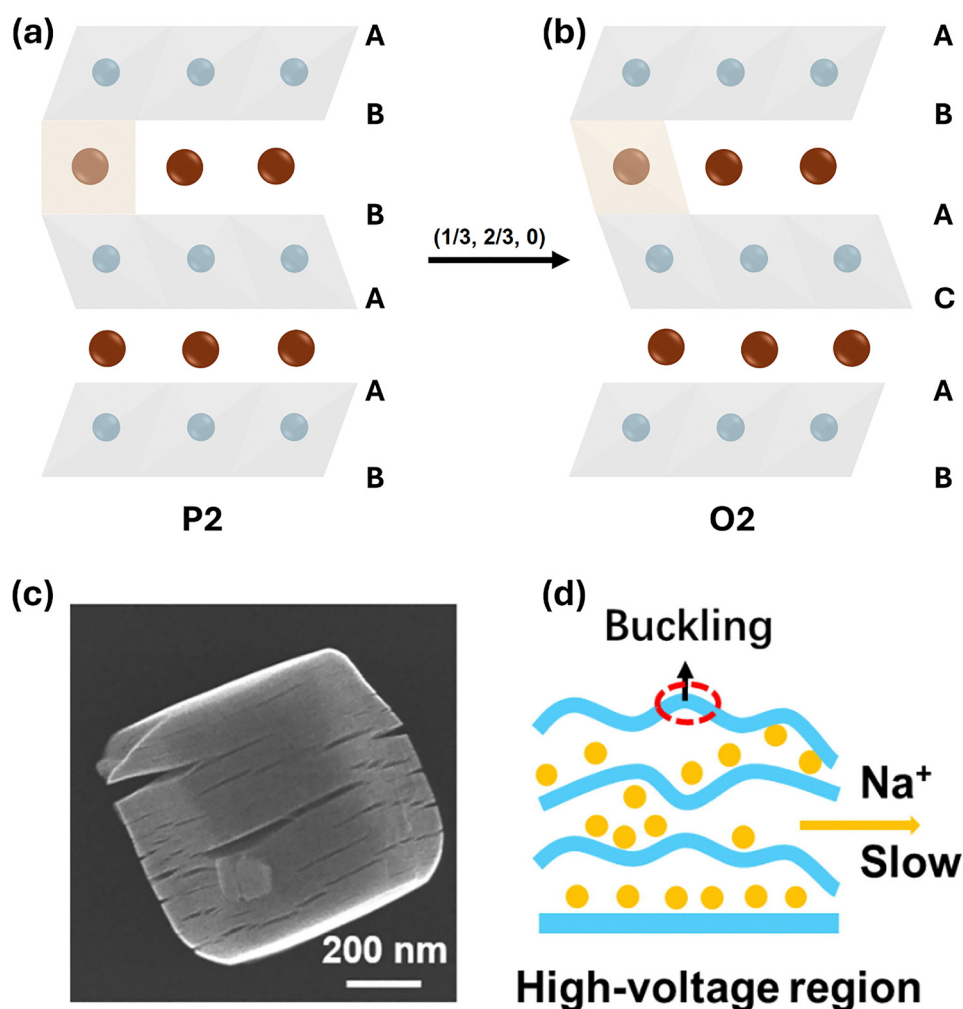 (a)
A
B
B
A
A
B
P2
(1/3, 2/3, 0)
(b)
A
B
A
C
A
B
O2
(c)
200 nm
(d)
Buckling
Na⁺
Slow
High-voltage region